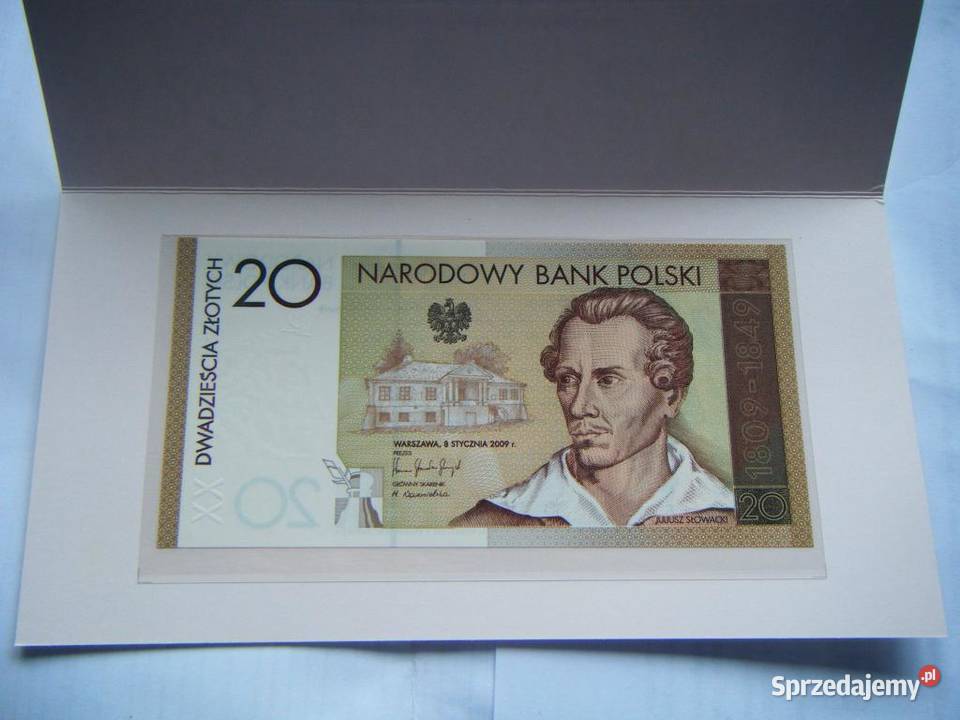 20
NARODOWY BANK POLSKI
DWADZIEŚCIA ZŁOTYCH
XX
20
WARSZAWA, 8 STYCZNIA 2009 r.
PREZES
GŁÓWNY SKARBNIK
1809-1849
20
JULIUSZ SŁOWACKI
Sprzedajemy.pl